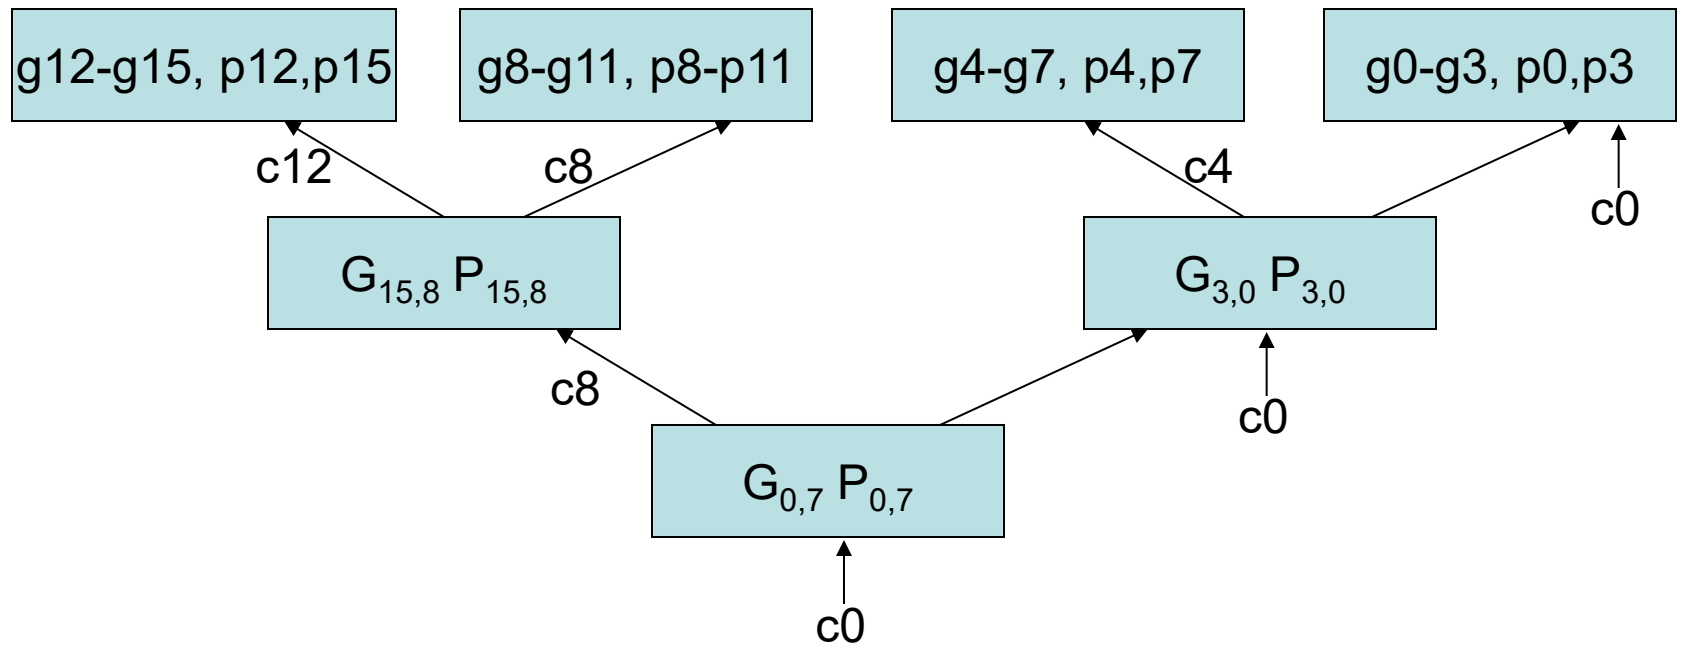 g12-g15, p12,p15
g8-g11, p8-p11
g4-g7, p4,p7
g0-g3, p0,p3
c12
c8
c4
c0
G15,8 P15,8
G3,0 P3,0
c8
c0
G0,7 P0,7
c0